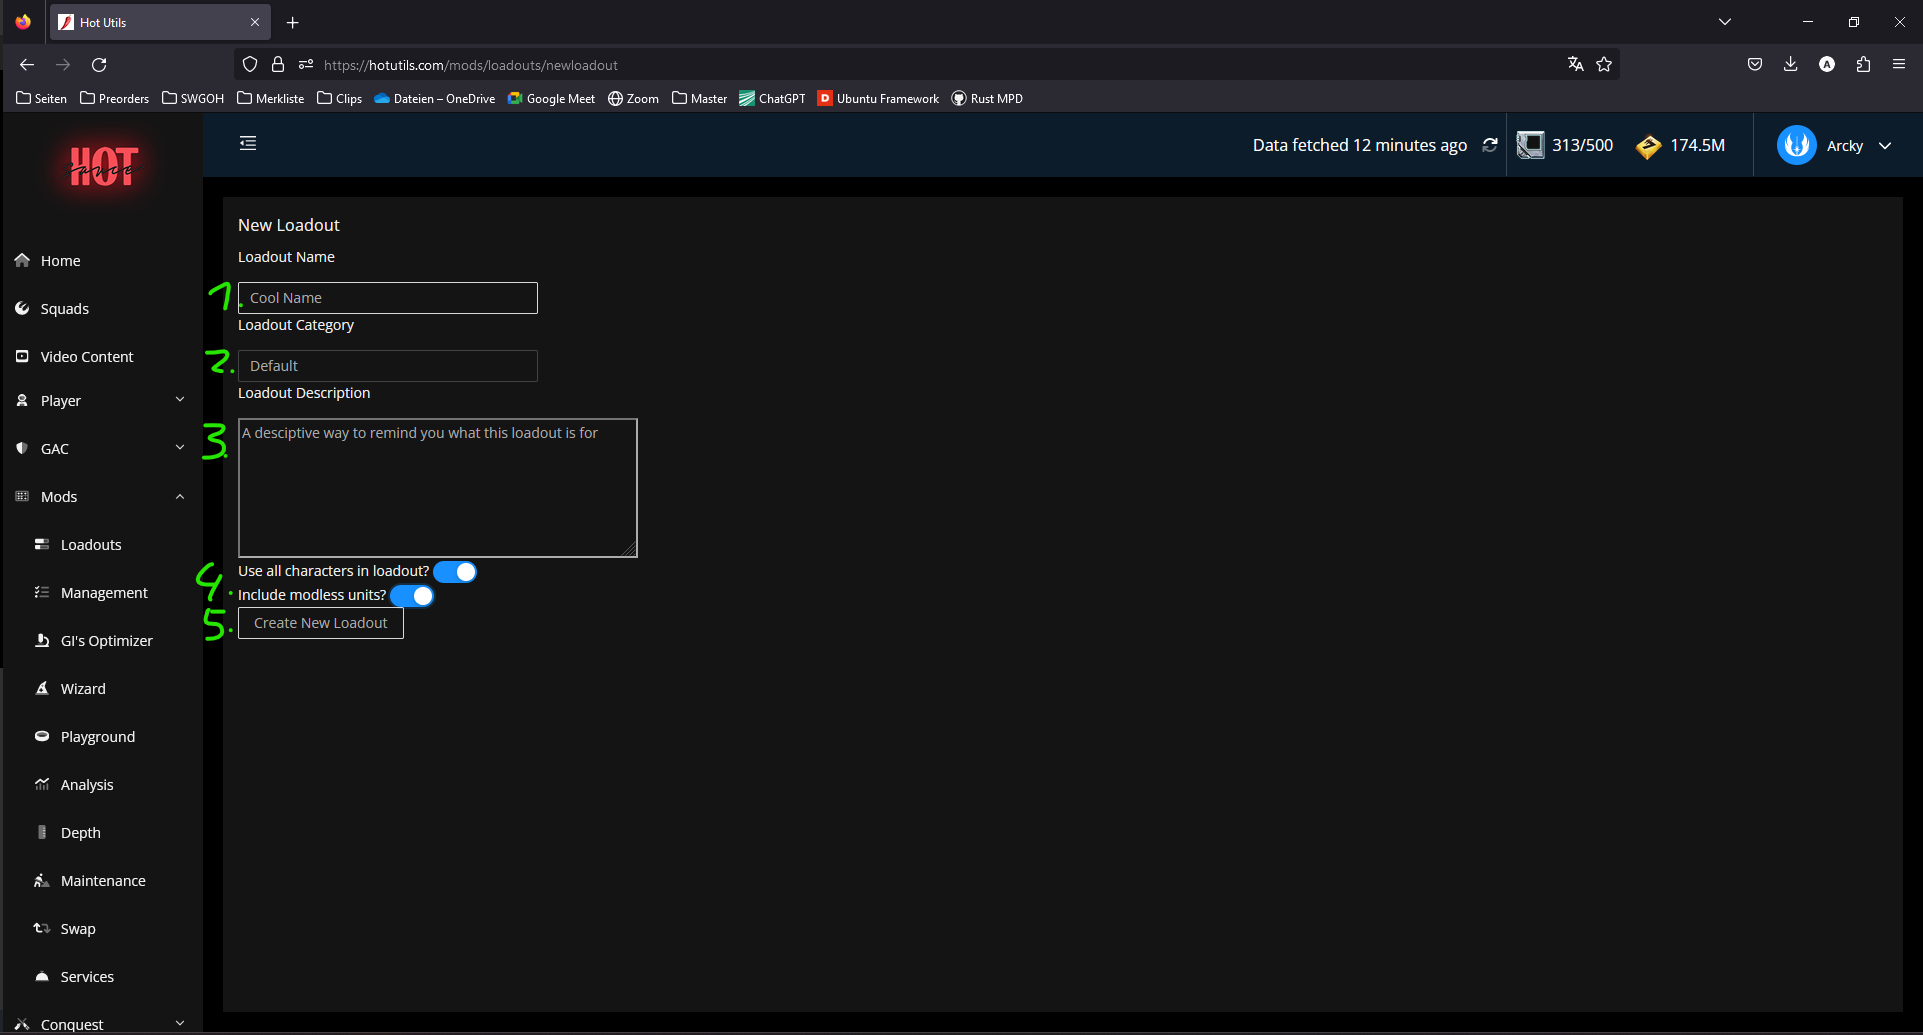 Hot Utils
https://hotutils.com/mods/loadouts/newloadout
A
Seiten
Preorders
SWGOH
Merkliste
Clips
Dateien – OneDrive
Google Meet
Zoom
Master
ChatGPT
D
Ubuntu Framework
Rust MPD
HOT
sauce
Data fetched 12 minutes ago
313/500
174.5M
Arcky
Home
Squads
Video Content
Player
GAC
Mods
Loadouts
Management
GI's Optimizer
Wizard
Playground
Analysis
Depth
Maintenance
Swap
Services
Conquest
New Loadout
Loadout Name
1.
Cool Name
Loadout Category
2.
Default
Loadout Description
3.
A desciptive way to remind you what this loadout is for
4.
Use all characters in loadout?
Include modless units?
5.
Create New Loadout